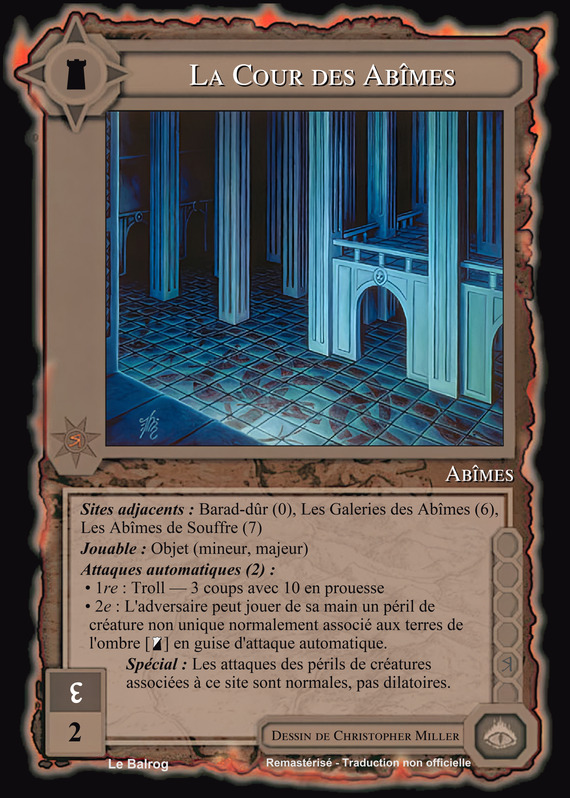 La Cour des Abîmes
Abîmes
Sites adjacents : Barad-dûr (0), Les Galeries des Abîmes (6),
Les Abîmes de Souffre (7)
Jouable : Objet (mineur, majeur)
Attaques automatiques (2) :
• 1re : Troll — 3 coups avec 10 en prouesse
• 2e : L'adversaire peut jouer de sa main un péril de
créature non unique normalement associé aux terres de
l'ombre [ ] en guise d'attaque automatique.
Spécial : Les attaques des périls de créatures
associées à ce site sont normales, pas dilatoires.
2
Dessin de Christopher Miller
Le Balrog
Remastérisé - Traduction non officielle